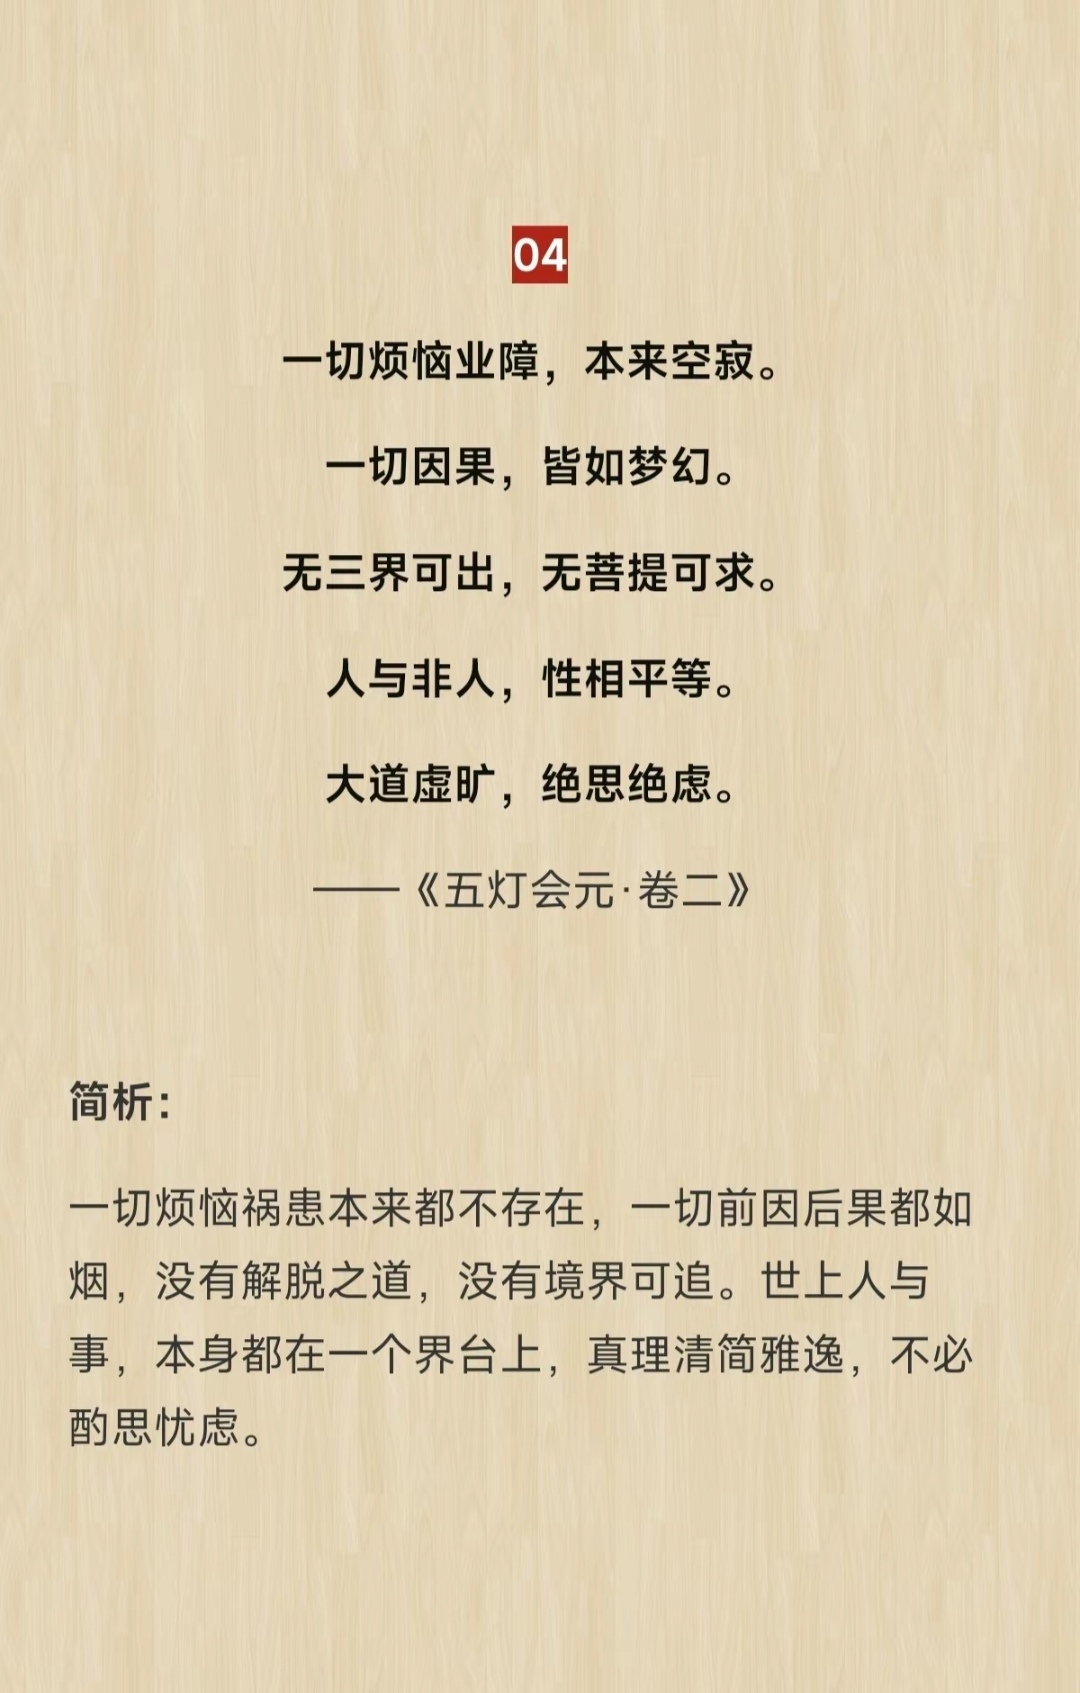 04
一切烦恼业障，本来空寂。
一切因果，皆如梦幻。
无三界可出，无菩提可求。
人与非人，性相平等。
大道虚旷，绝思绝虑。
——《五灯会元·卷二》
简析：
一切烦恼祸患本来都不存在，一切前因后果都如
烟，没有解脱之道，没有境界可追。世上人与
事，本身都在一个界台上，真理清简雅逸，不必
酌思忧虑。